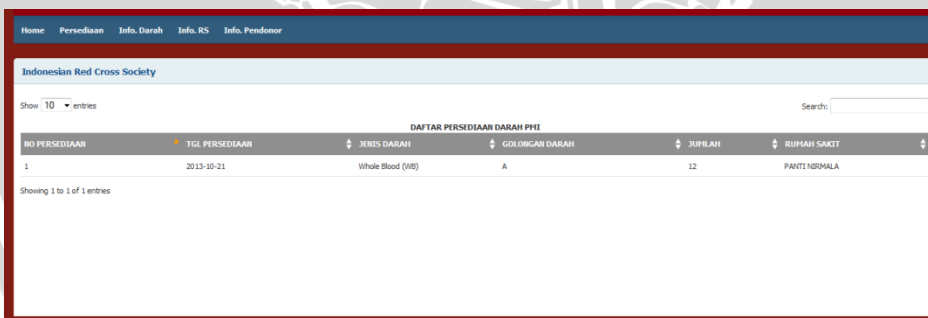 Home Persediaan Info. Darah Info. RS Info. Pendonor
Indonesian Red Cross Society
Show 10 entries Search:
DAFTAR PERSEDIAAN DARAH PMI
NO PERSEDIAAN TGL PERSEDIAAN JENIS DARAH GOLONGAN DARAH JUMLAH RUMAH SAKIT
1 2013-10-21 Whole Blood (WB) A 12 PANTI NIRMALA
Showing 1 to 1 of 1 entries